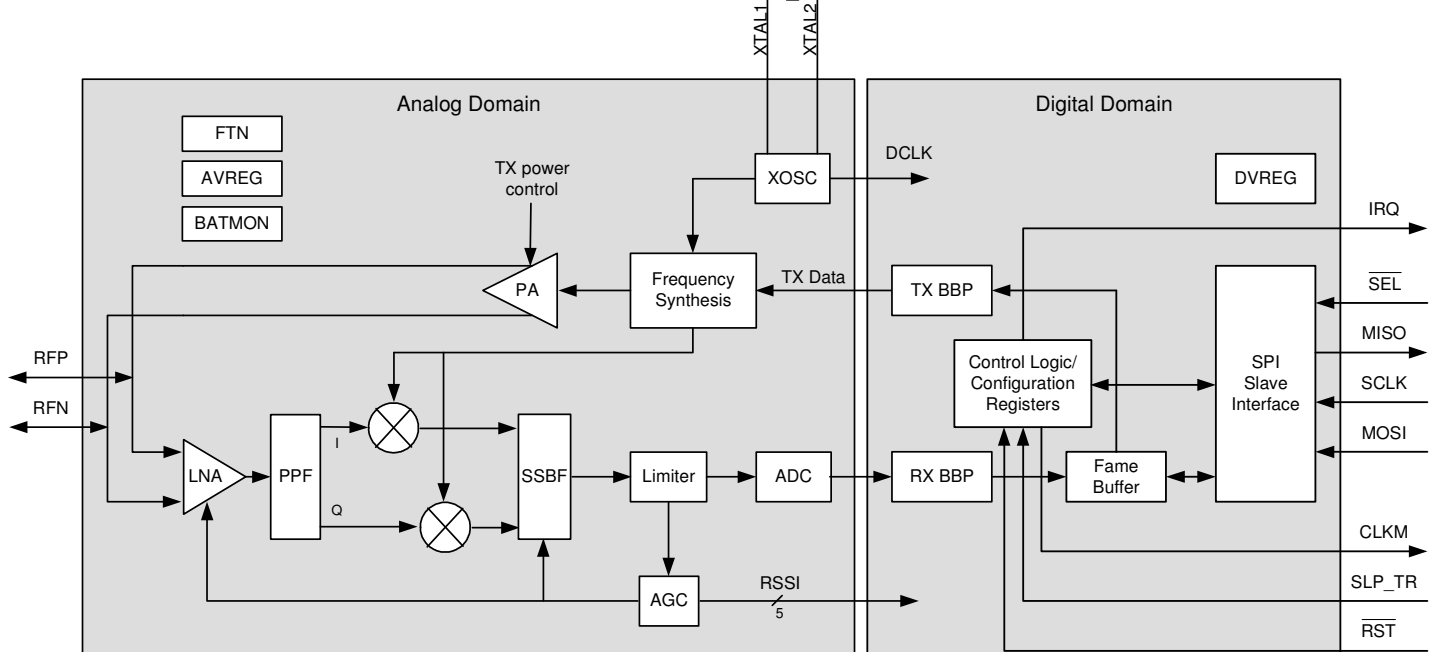 XTAL1
XTAL2
Analog Domain
Digital Domain
FTN
AVREG
BATMON
TX power
control
XOSC
DCLK
DVREG
IRQ
PA
Frequency
Synthesis
TX Data
TX BBP
SEL
MISO
SCLK
MOSI
Control Logic/
Configuration
Registers
SPI
Slave
Interface
RFP
RFN
LNA
PPF
I
Q
SSBF
Limiter
ADC
RX BBP
Fame
Buffer
CLKM
AGC
RSSI
5
SLP_TR
RST